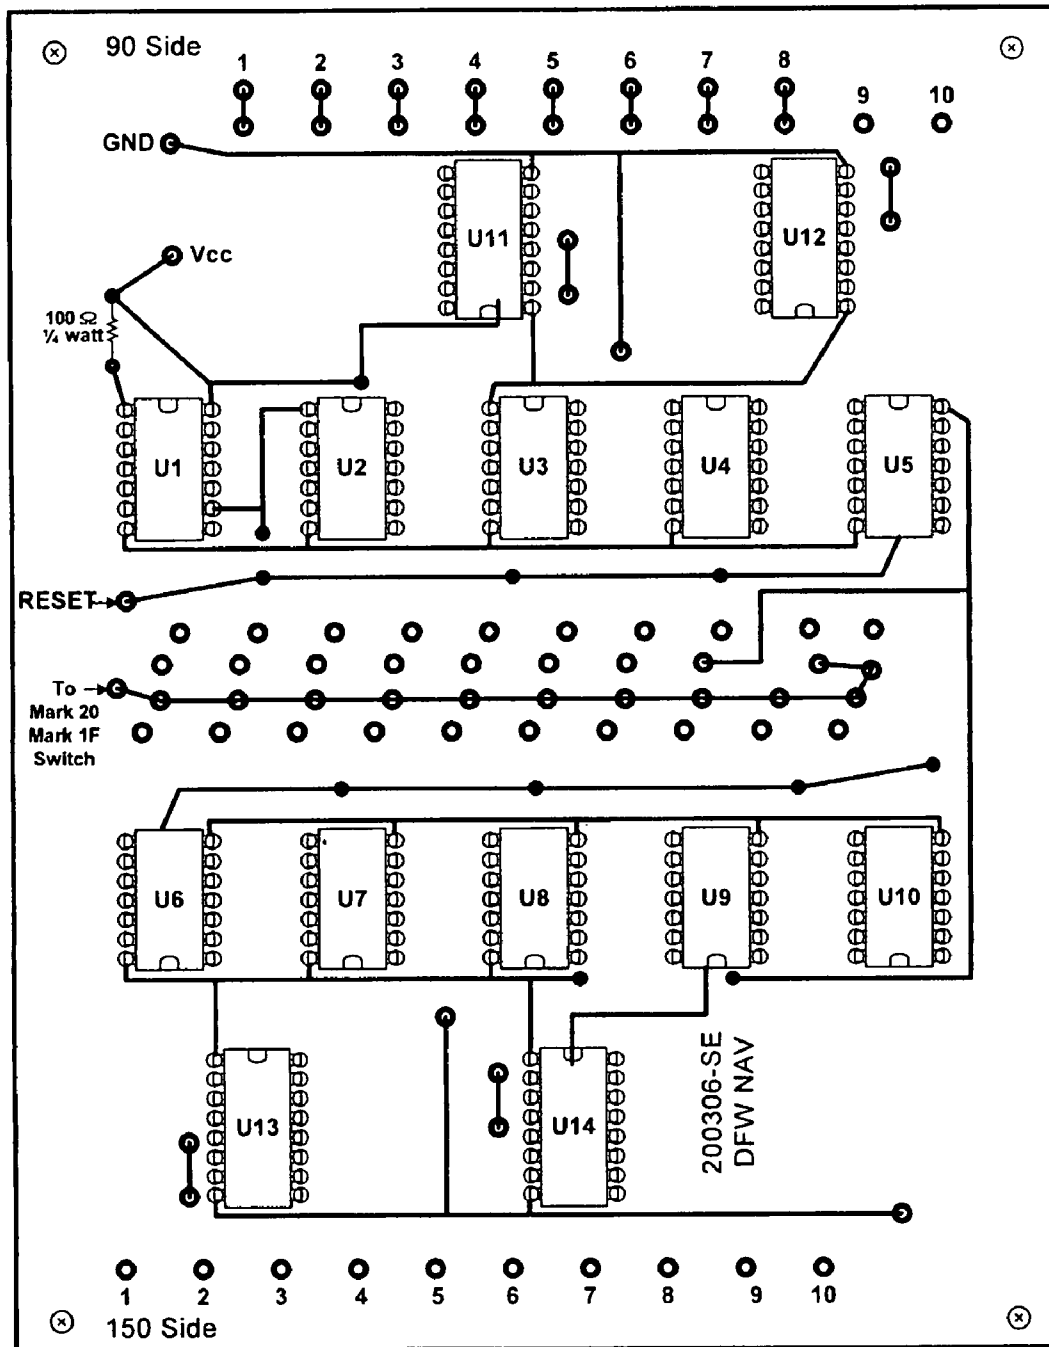 90 Side
1 2 3 4 5 6 7 8 9 10
GND
U11 U12
Vcc
100 Ω
¼ watt
U1 U2 U3 U4 U5
RESET
To
Mark 20
Mark 1F
Switch
U6 U7 U8 U9 U10
200306-SE
DFW NAV
U13 U14
1 2 3 4 5 6 7 8 9 10
150 Side